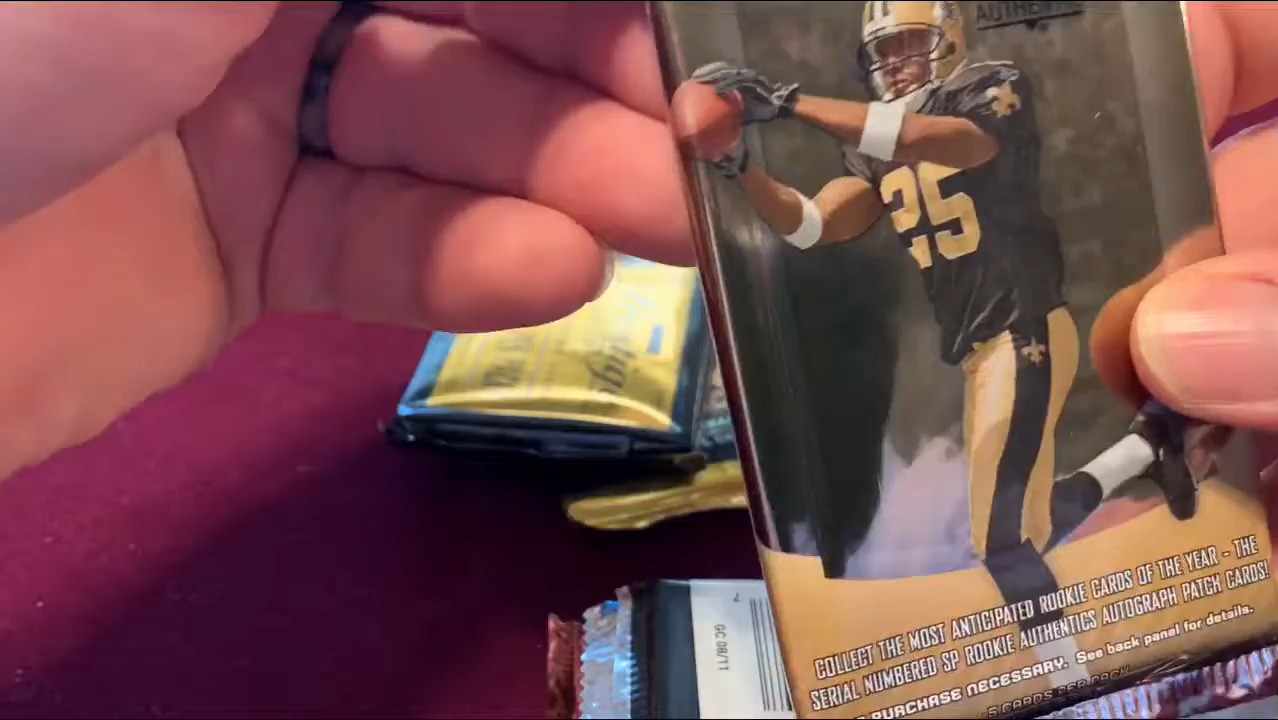 AUTHENTIC
25
COLLECT THE MOST ANTICIPATED ROOKIE CARDS OF THE YEAR - THE
SERIAL NUMBERED SP ROOKIE AUTHENTICS AUTOGRAPH PATCH CARDS!
PURCHASE NECESSARY. See back panel for details.
5 CARDS PER PACK
GC 08/11